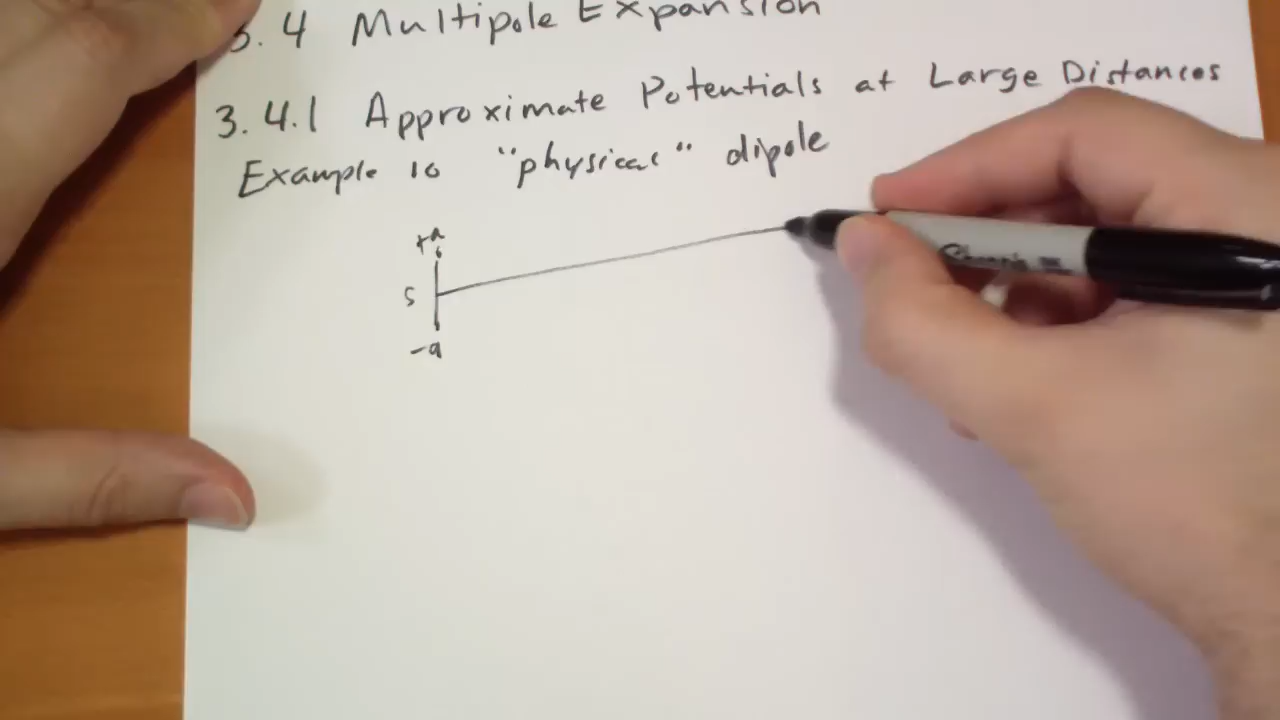 3.4 Multipole Expansion
3.4.1 Approximate Potentials at Large Distances
Example 10 "physical" dipole
+q
s
-q